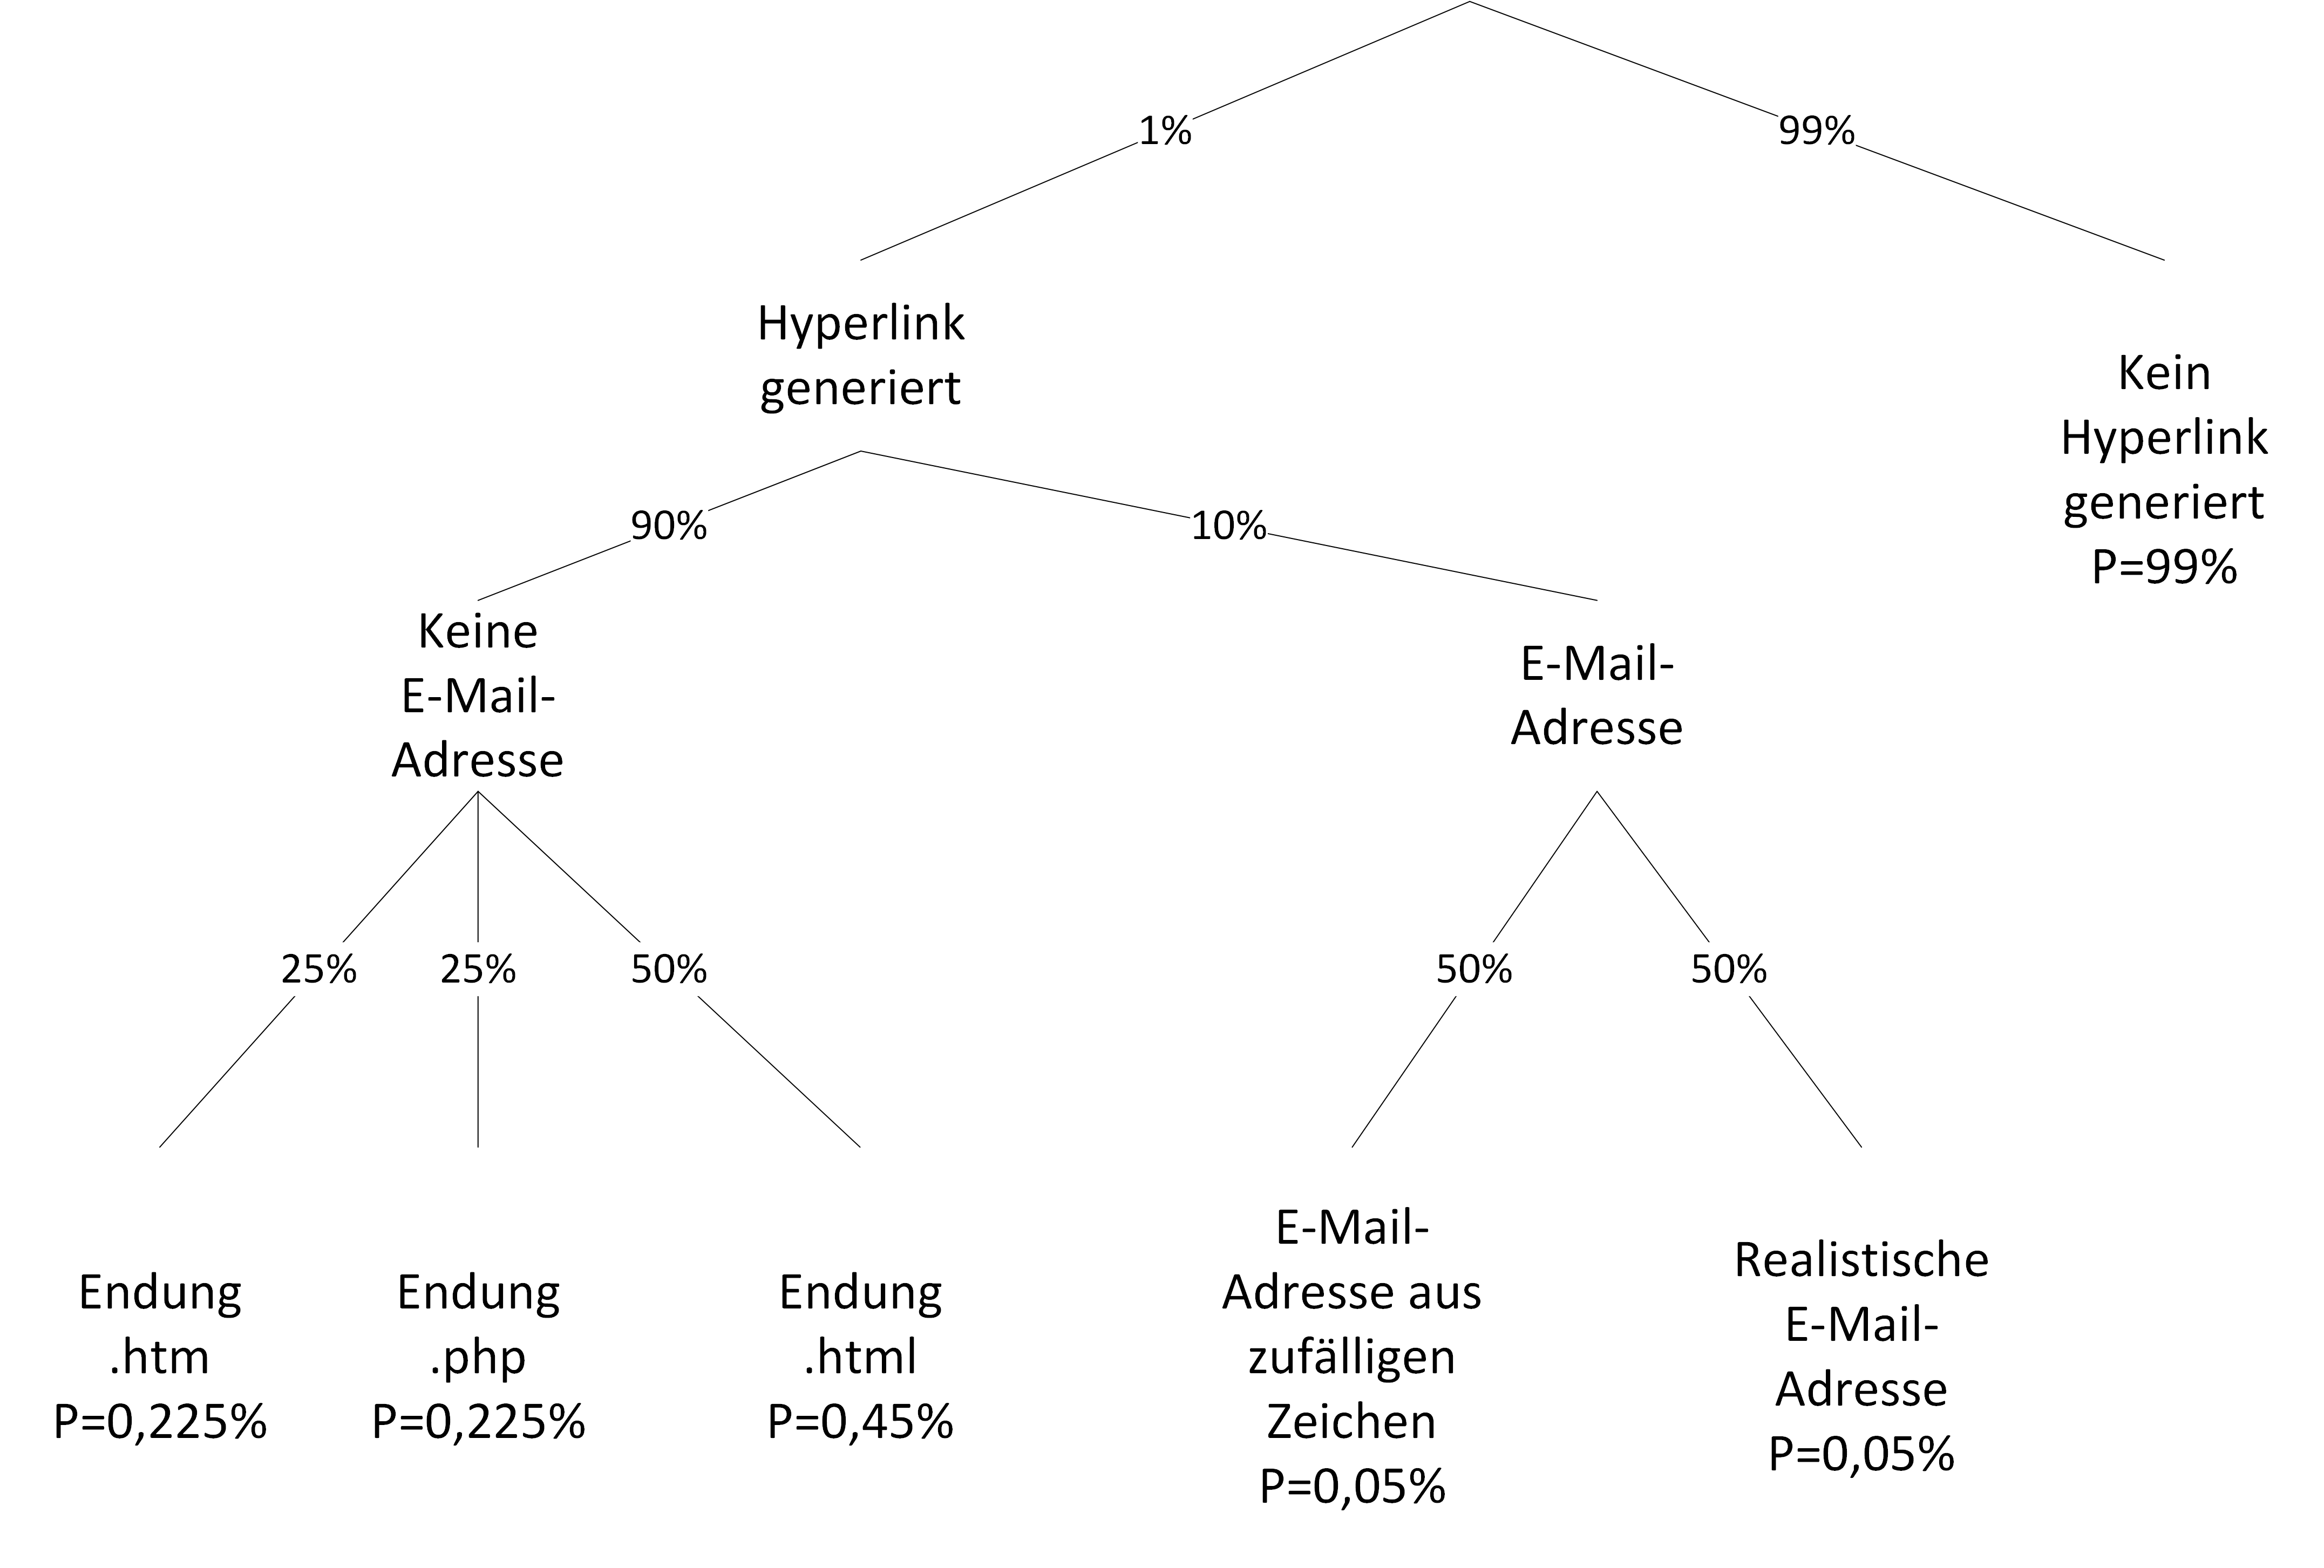 1%
99%
Hyperlink
generiert
Kein
Hyperlink
generiert
P=99%
90%
10%
Keine
E-Mail-
Adresse
E-Mail-
Adresse
25%
25%
50%
50%
50%
Endung
.htm
P=0,225%
Endung
.php
P=0,225%
Endung
.html
P=0,45%
E-Mail-
Adresse aus
zufälligen
Zeichen
P=0,05%
Realistische
E-Mail-
Adresse
P=0,05%